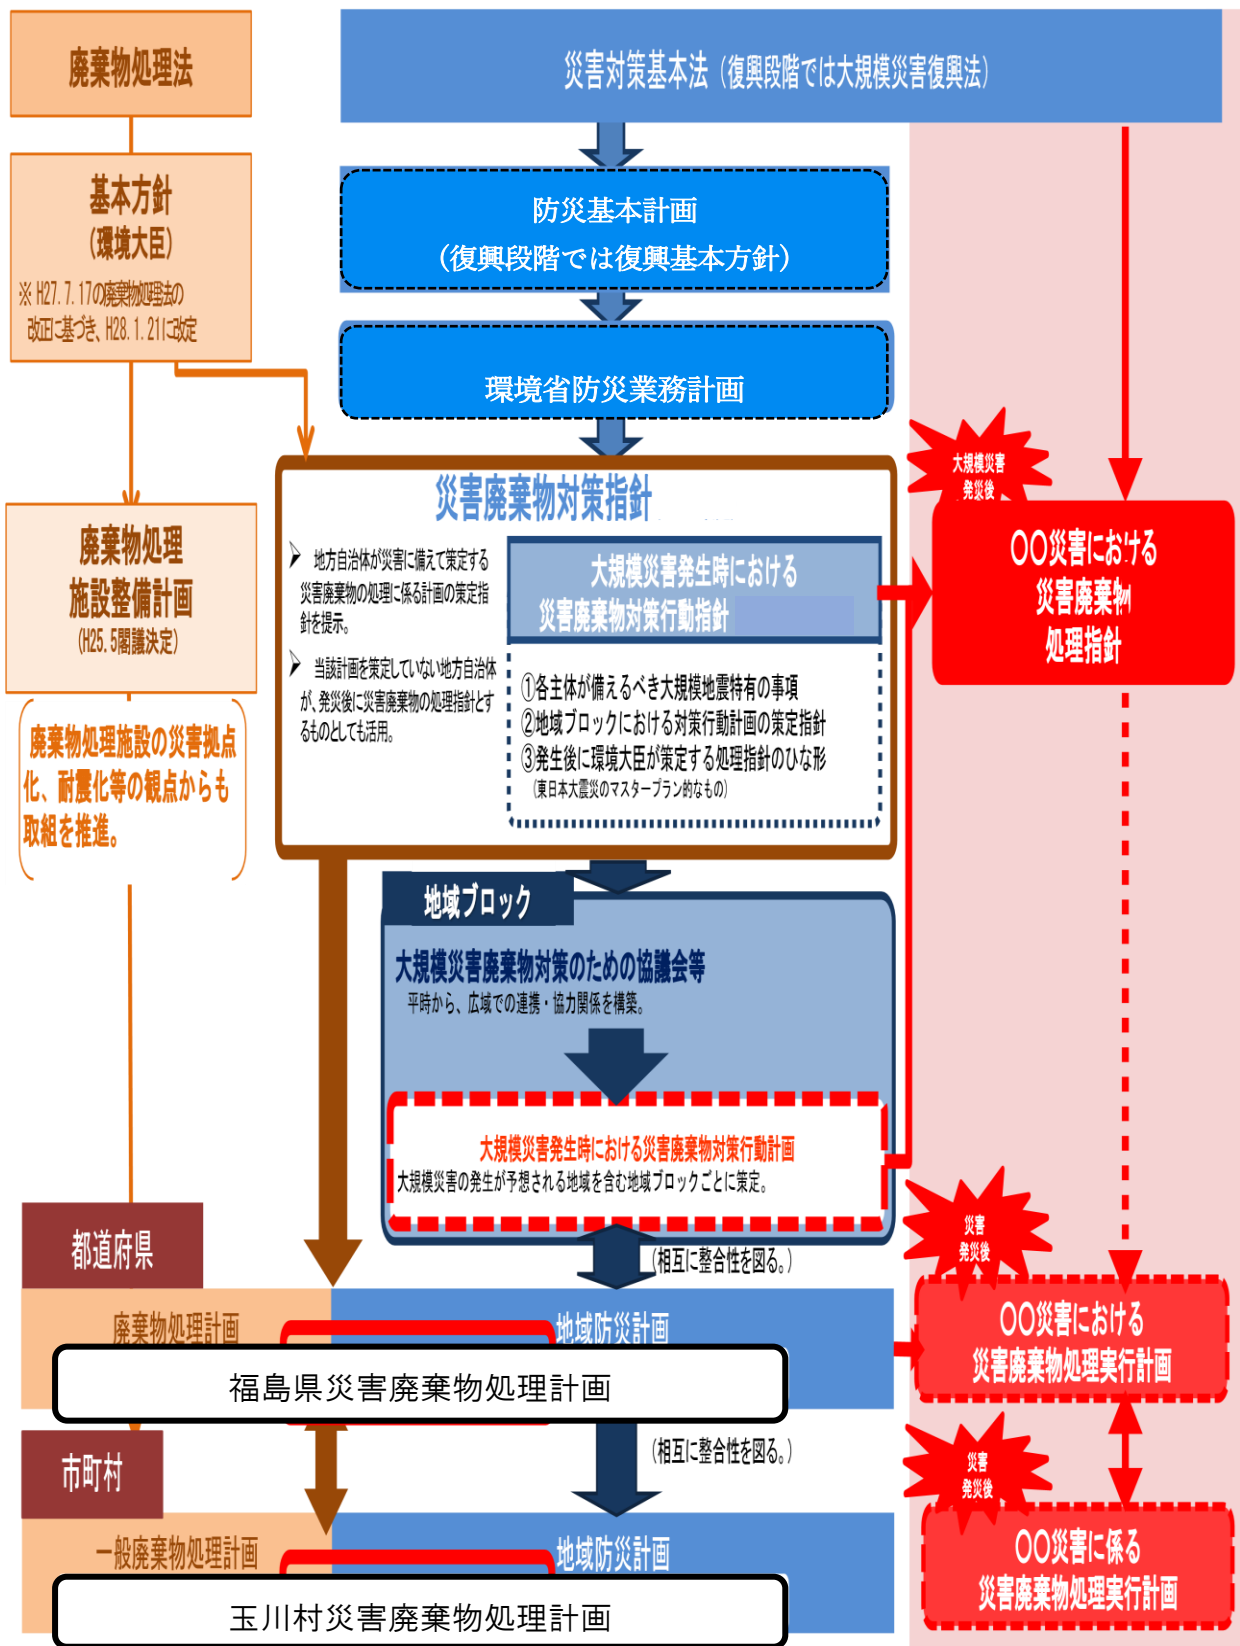 廃棄物処理法
災害対策基本法（復興段階では大規模災害復興法）
基本方針
（環境大臣）
※ H27.7.17の廃棄物処理法の
改正に基づき、H28.1.21に改定
防災基本計画
（復興段階では復興基本方針）
環境省防災業務計画
廃棄物処理
施設整備計画
(H25.5閣議決定)
廃棄物処理施設の災害拠点
化、耐震化等の観点からも
取組を推進。
災害廃棄物対策指針
➢ 地方自治体が災害に備えて策定する
災害廃棄物の処理に係る計画の策定指
針を提示。
➢ 当該計画を策定していない地方自治体
が、発災後に災害廃棄物の処理指針とす
るものとしても活用。
大規模災害発生時における
災害廃棄物対策行動指針
①各主体が備えるべき大規模地震特有の事項
②地域ブロックにおける対策行動計画の策定指針
③発生後に環境大臣が策定する処理指針のひな形
（東日本大震災のマスタープラン的なもの）
大規模災害
発災後
〇〇災害における
災害廃棄物
処理指針
地域ブロック
大規模災害廃棄物対策のための協議会等
平時から、広域での連携・協力関係を構築。
大規模災害発生時における災害廃棄物対策行動計画
大規模災害の発生が予想される地域を含む地域ブロックごとに策定。
（相互に整合性を図る。）
都道府県
廃棄物処理計画
地域防災計画
福島県災害廃棄物処理計画
災害
発災後
〇〇災害における
災害廃棄物処理実行計画
（相互に整合性を図る。）
市町村
一般廃棄物処理計画
地域防災計画
玉川村災害廃棄物処理計画
災害
発災後
〇〇災害に係る
災害廃棄物処理実行計画